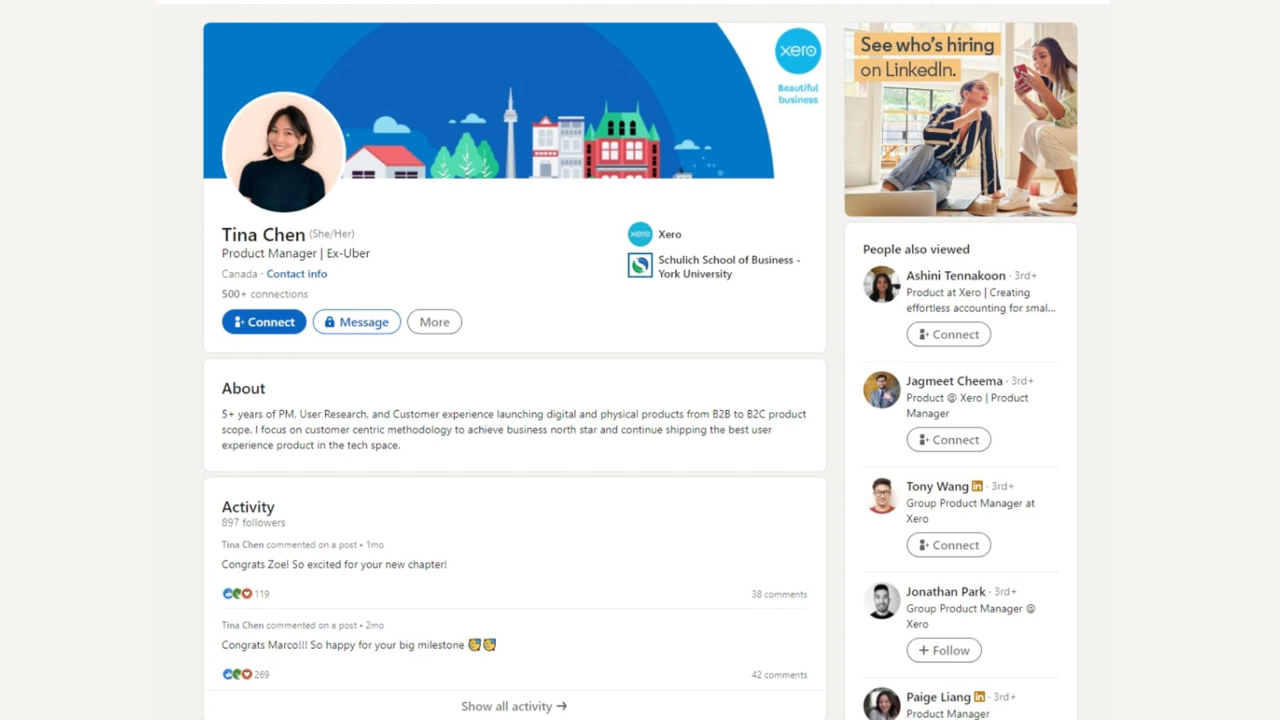 xero
Beautiful
business
Tina Chen (She/Her)
Product Manager | Ex-Uber
Canada · Contact info
500+ connections
Connect
Message
More
xero
Xero
Schulich School of Business -
York University
About
5+ years of PM, User Research, and Customer experience launching digital and physical products from B2B to B2C product
scope. I focus on customer centric methodology to achieve business north star and continue shipping the best user
experience product in the tech space.
Activity
897 followers
Tina Chen commented on a post • 1mo
Congrats Zoe! So excited for your new chapter!
119
38 comments
Tina Chen commented on a post • 2mo
Congrats Marco!!! So happy for your big milestone 👏👏
269
42 comments
Show all activity →
See who's hiring
on LinkedIn.
People also viewed
Ashini Tennakoon · 3rd+
Product at Xero | Creating
effortless accounting for smal...
Connect
Jagmeet Cheema · 3rd+
Product @ Xero | Product
Manager
Connect
Tony Wang in · 3rd+
Group Product Manager at
Xero
Connect
Jonathan Park · 3rd+
Group Product Manager @
Xero
+ Follow
Paige Liang in · 3rd+
Product Manager